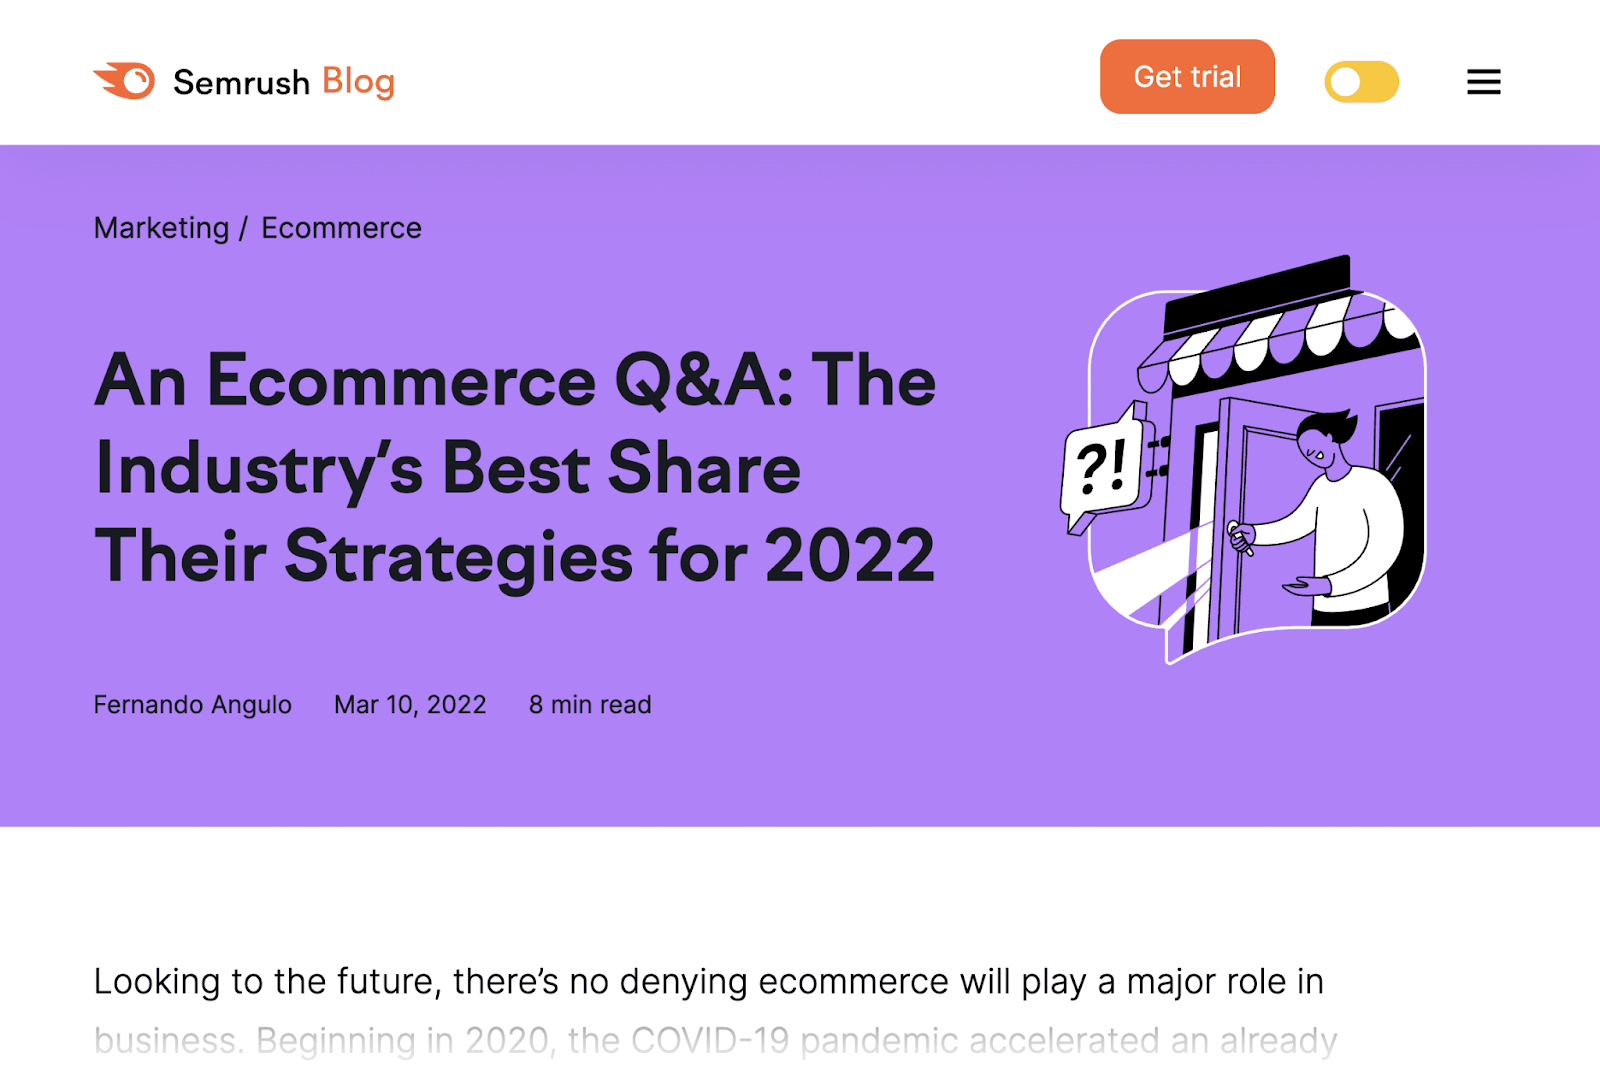 Semrush Blog
Get trial
Marketing / Ecommerce
An Ecommerce Q&A: The
Industry’s Best Share
Their Strategies for 2022
?!
Fernando Angulo Mar 10, 2022 8 min read
Looking to the future, there’s no denying ecommerce will play a major role in
business. Beginning in 2020, the COVID-19 pandemic accelerated an already